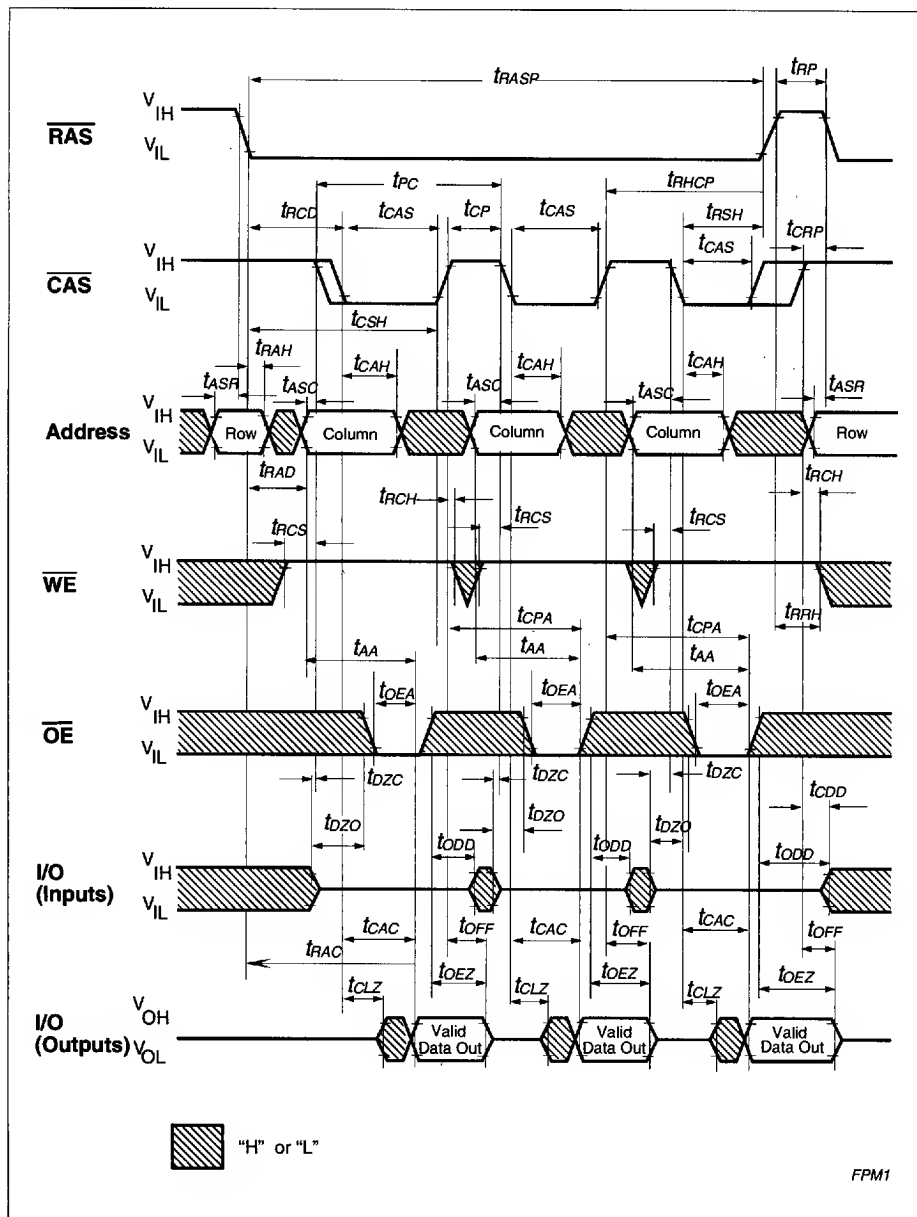 tRASP tRP
VIH
RAS
VIL
tPC tRHCP
tRCD tCAS tCP tCAS tRSH
tCAS tCRP
VIH
CAS
VIL
tCSH
tRAH
tASR tASC tCAH tASC tCAH tASC tCAH tASR
VIH
Address Row Column Column Column Row
VIL
tRAD tRCH tRCH
tRCS tRCS tRCS
VIH
WE
VIL
tCPA tCPA tRRH
tAA tAA tAA
tOEA tOEA tOEA
VIH
OE
VIL
tDZC tDZC tDZC
tDZO tDZO tDZO tCDD
tODD tODD tODD
VIH
I/O
(Inputs)
VIL
tCAC tOFF tCAC tOFF tCAC tOFF
tRAC
tOEZ tOEZ tOEZ
tCLZ tCLZ tCLZ
VOH
I/O
(Outputs)
VOL
Valid Data Out Valid Data Out Valid Data Out
"H" or "L"
FPM1